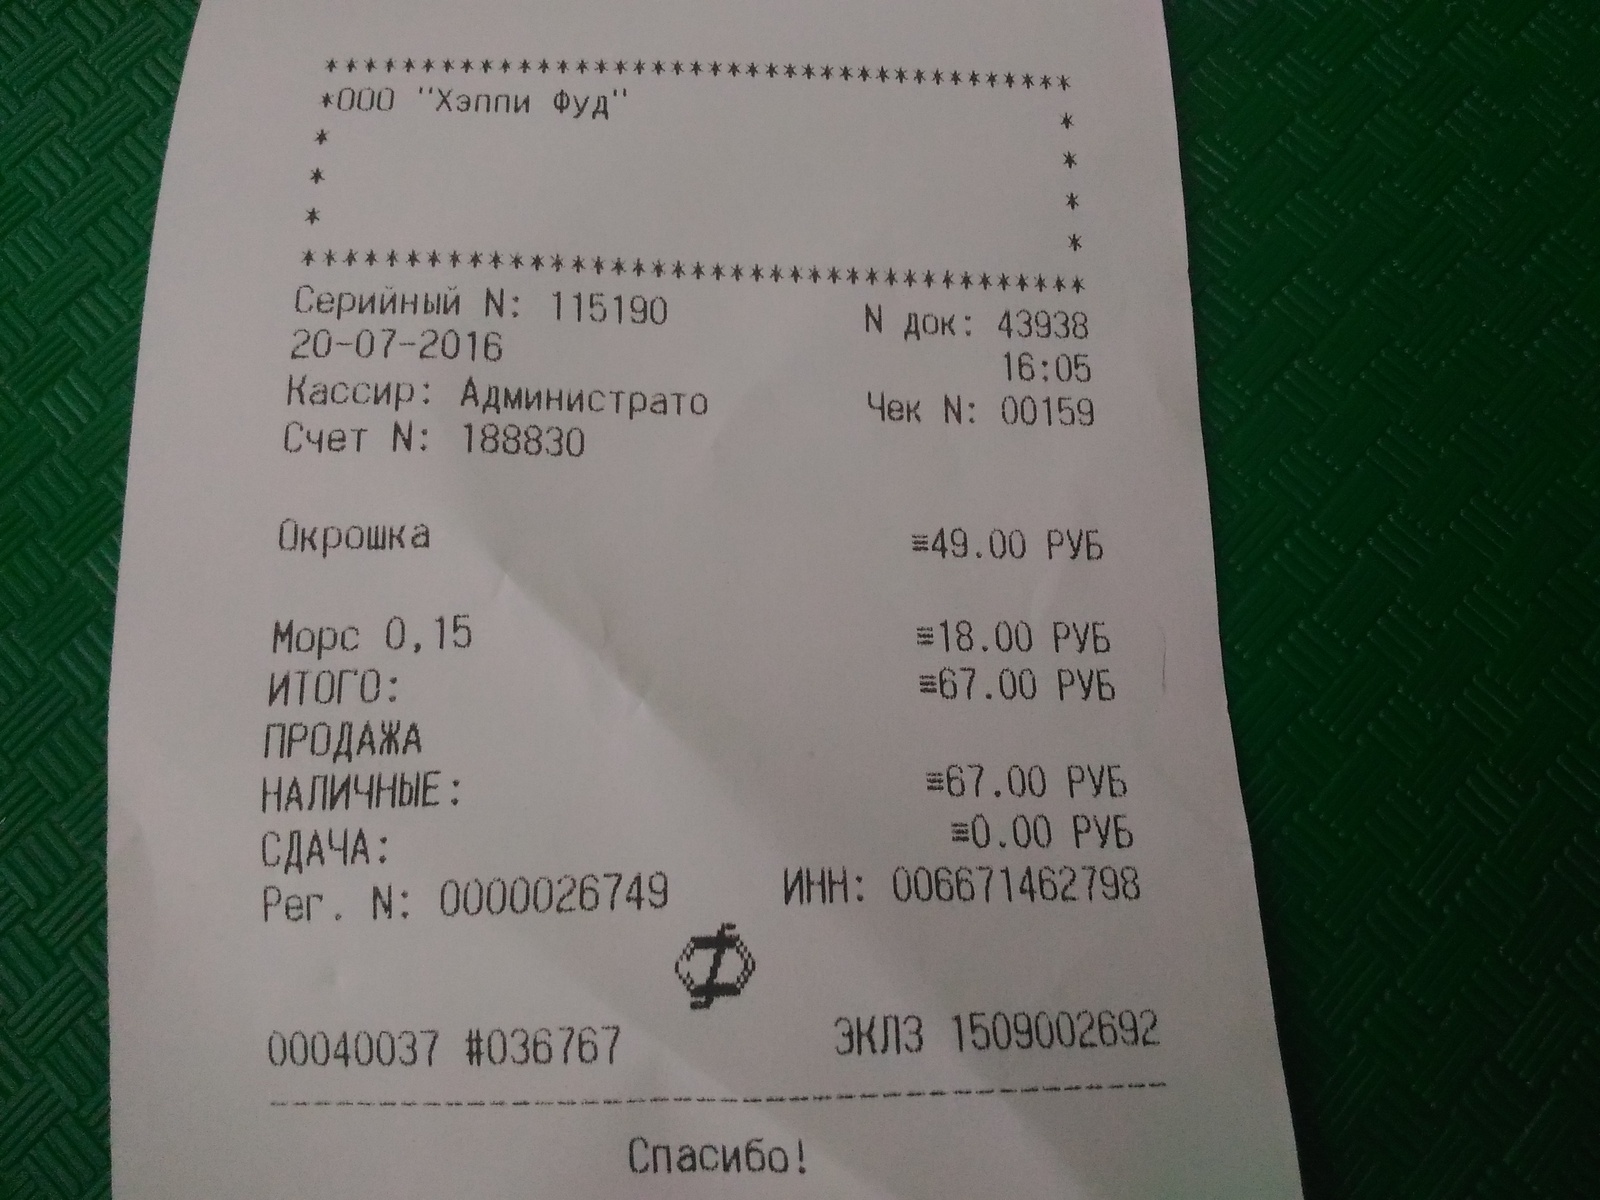 ***************************************
*ООО "Хэппи Фуд" *
* *
* *
* *
***************************************
Серийный N: 115190 N док: 43938
20-07-2016 16:05
Кассир: Администрато Чек N: 00159
Счет N: 188830
Окрошка ≡49.00 РУБ
Морс 0,15 ≡18.00 РУБ
ИТОГО: ≡67.00 РУБ
ПРОДАЖА
НАЛИЧНЫЕ: ≡67.00 РУБ
СДАЧА: ≡0.00 РУБ
Рег. N: 0000026749 ИНН: 006671462798
00040037 #036767 ЭКЛЗ 1509002692
Спасибо!